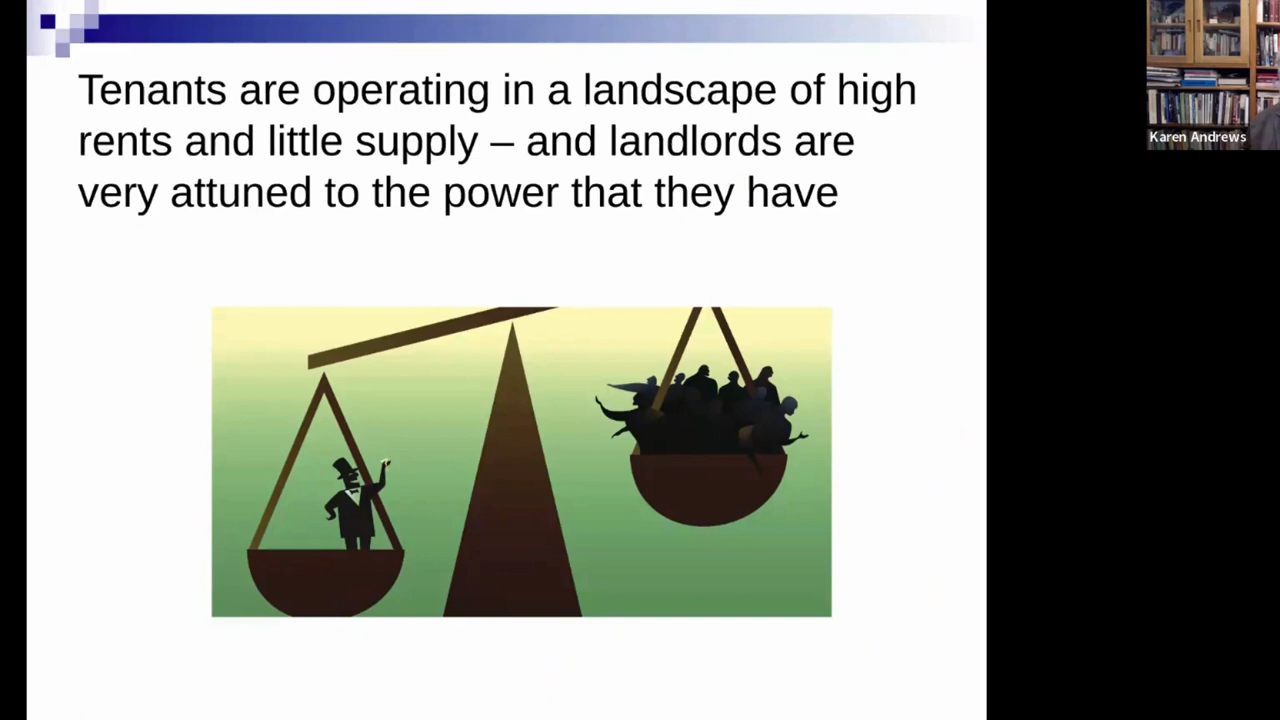 Tenants are operating in a landscape of high
rents and little supply – and landlords are
very attuned to the power that they have
Karen Andrews